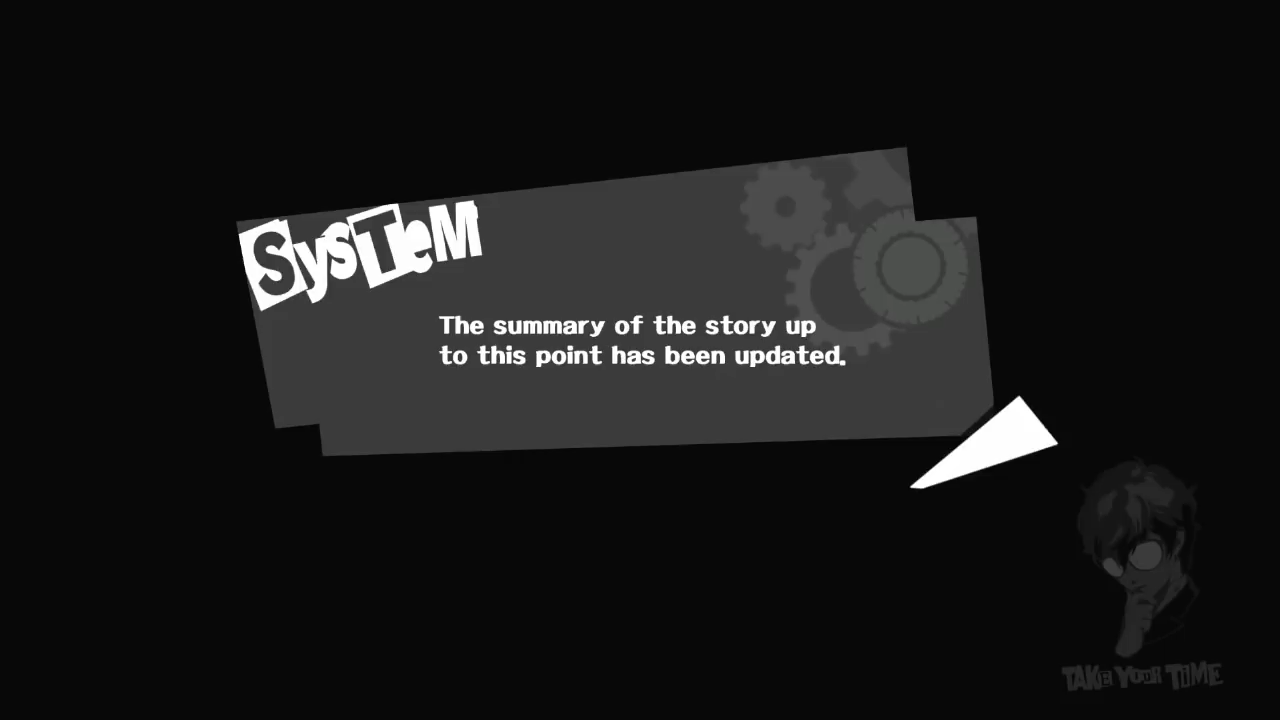 SysTeM
The summary of the story up
to this point has been updated.
TAKE YOUR TiME